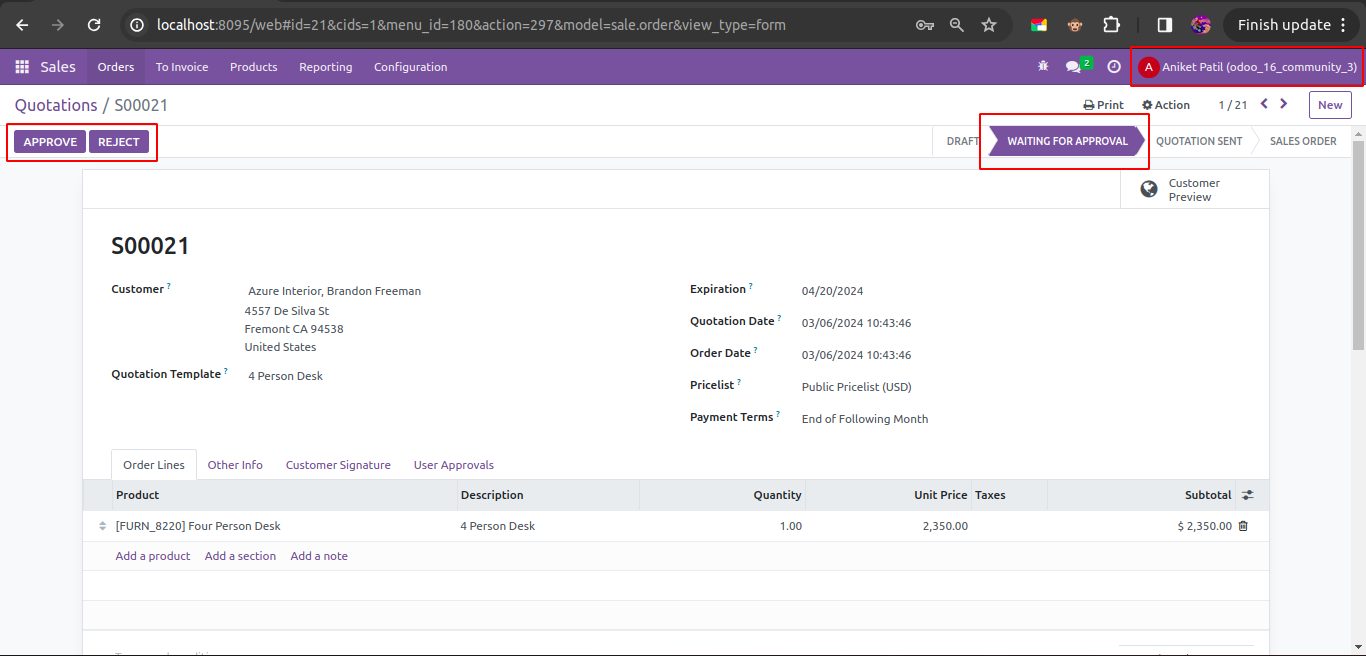 localhost:8095/web#id=21&cids=1&menu_id=180&action=297&model=sale.order&view_type=form
Finish update
Sales Orders To Invoice Products Reporting Configuration
2 A Aniket Patil (odoo_16_community_3)
Quotations / S00021
Print Action 1 / 21 New
APPROVE REJECT
DRAFT WAITING FOR APPROVAL QUOTATION SENT SALES ORDER
Customer
Preview
S00021
Customer ? Azure Interior, Brandon Freeman
4557 De Silva St
Fremont CA 94538
United States
Quotation Template ? 4 Person Desk
Expiration ? 04/20/2024
Quotation Date ? 03/06/2024 10:43:46
Order Date ? 03/06/2024 10:43:46
Pricelist ? Public Pricelist (USD)
Payment Terms ? End of Following Month
Order Lines Other Info Customer Signature User Approvals
Product Description Quantity Unit Price Taxes Subtotal
[FURN_8220] Four Person Desk 4 Person Desk 1.00 2,350.00 $ 2,350.00
Add a product Add a section Add a note